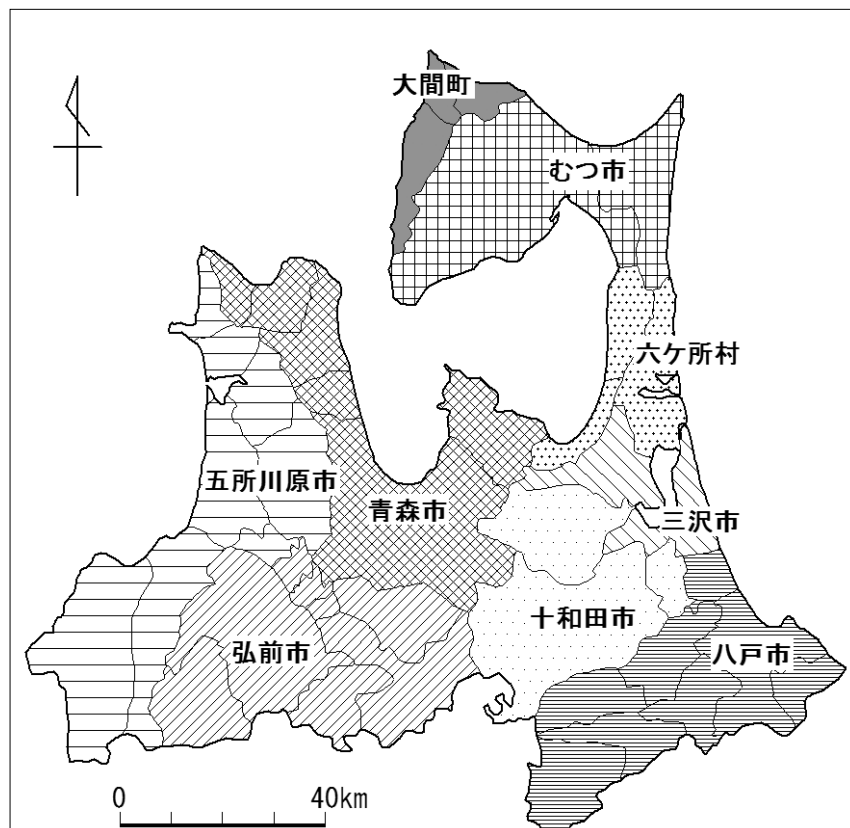 大間町
むつ市
六ケ所村
五所川原市
青森市
三沢市
十和田市
弘前市
八戸市
0 40km